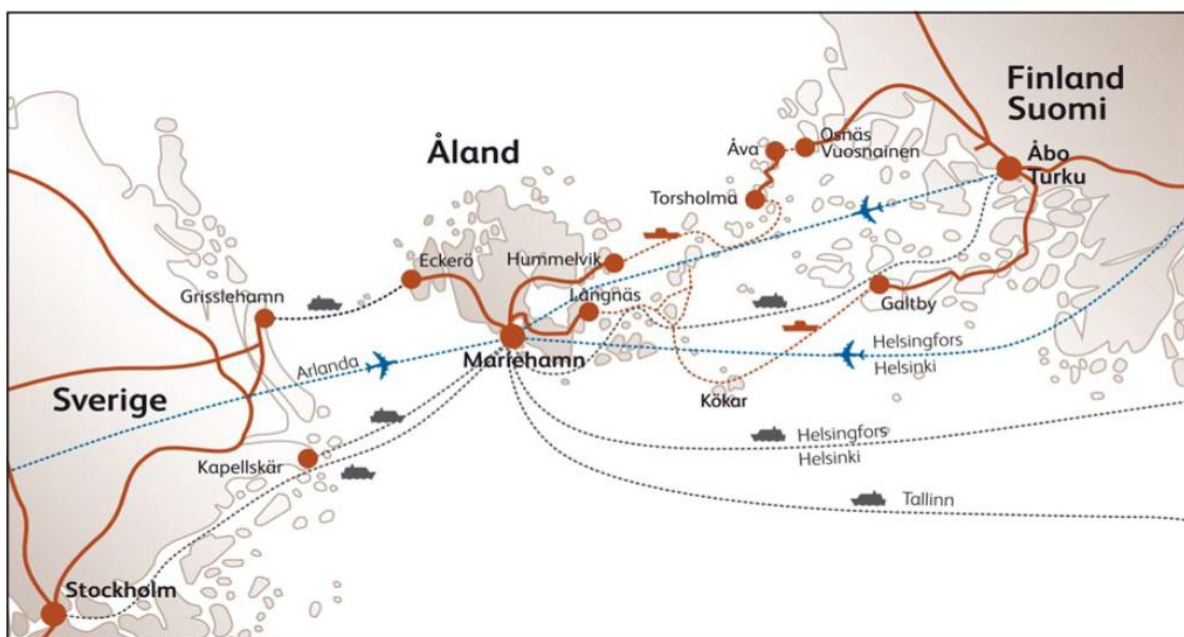 Finland
Suomi
Åland
Åva
Osnäs
Vuosnainen
Åbo
Turku
Torsholma
Eckerö
Hummelvik
Grisslehamn
Långnäs
Galtby
Mariehamn
Helsingfors
Helsinki
Arlanda
Sverige
Kökar
Helsingfors
Helsinki
Kapellskär
Tallinn
Stockholm